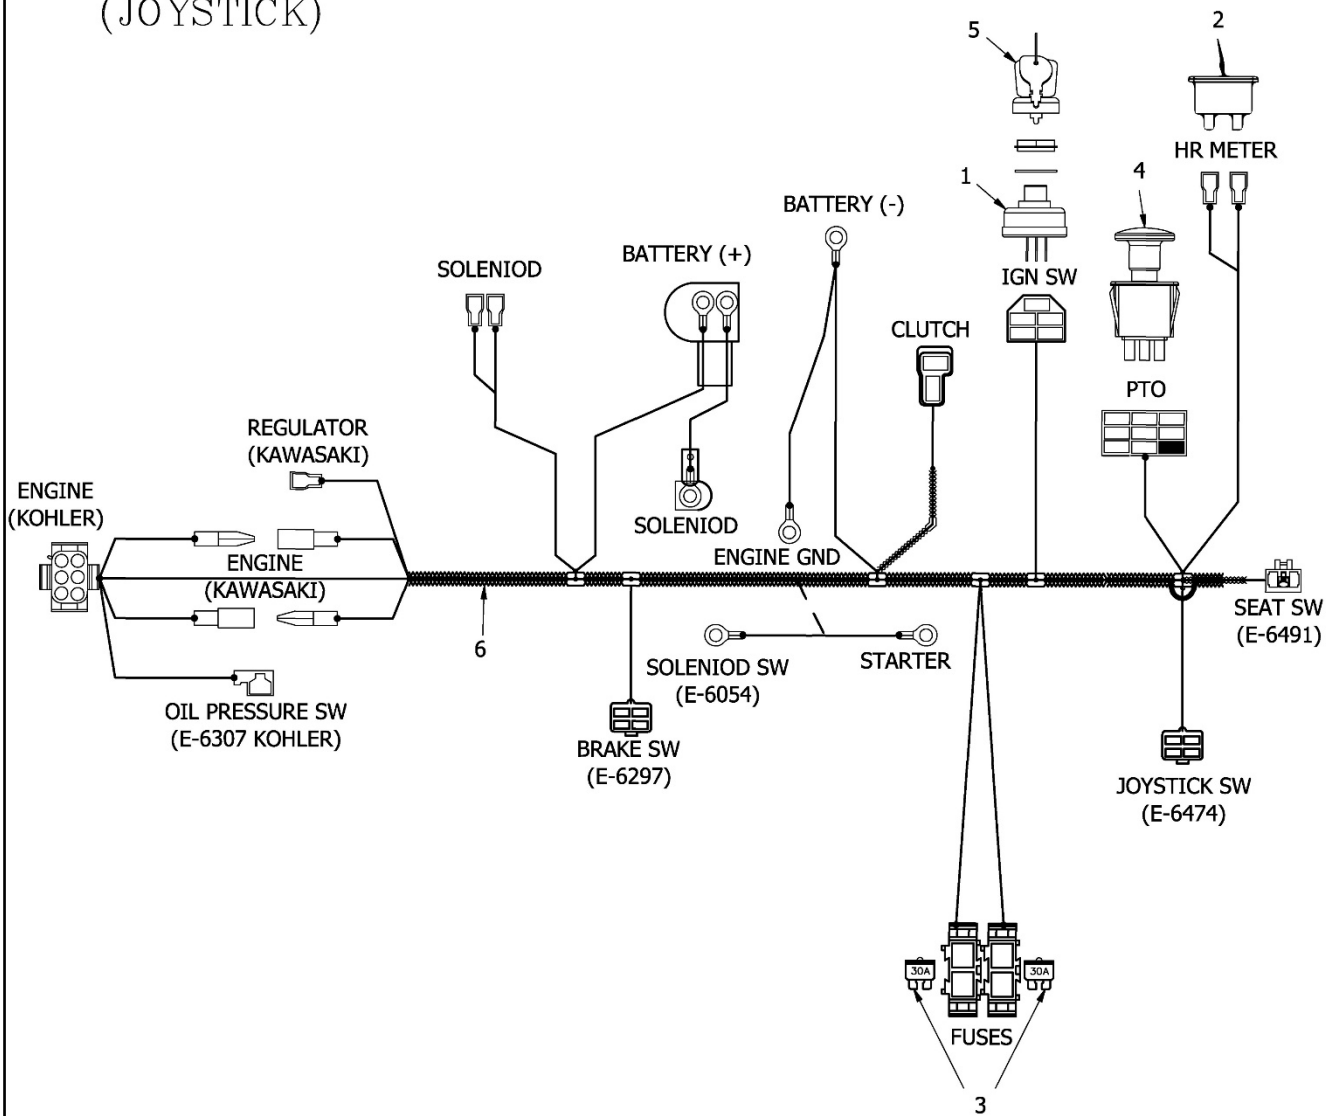 (JOYSTICK)
5
2
HR METER
1
4
BATTERY (-)
BATTERY (+)
SOLENIOD
IGN SW
CLUTCH
PTO
REGULATOR
(KAWASAKI)
ENGINE
(KOHLER)
SOLENIOD
ENGINE GND
ENGINE
(KAWASAKI)
SEAT SW
(E-6491)
6
SOLENIOD SW
(E-6054)
STARTER
OIL PRESSURE SW
(E-6307 KOHLER)
BRAKE SW
(E-6297)
JOYSTICK SW
(E-6474)
30A
30A
FUSES
3